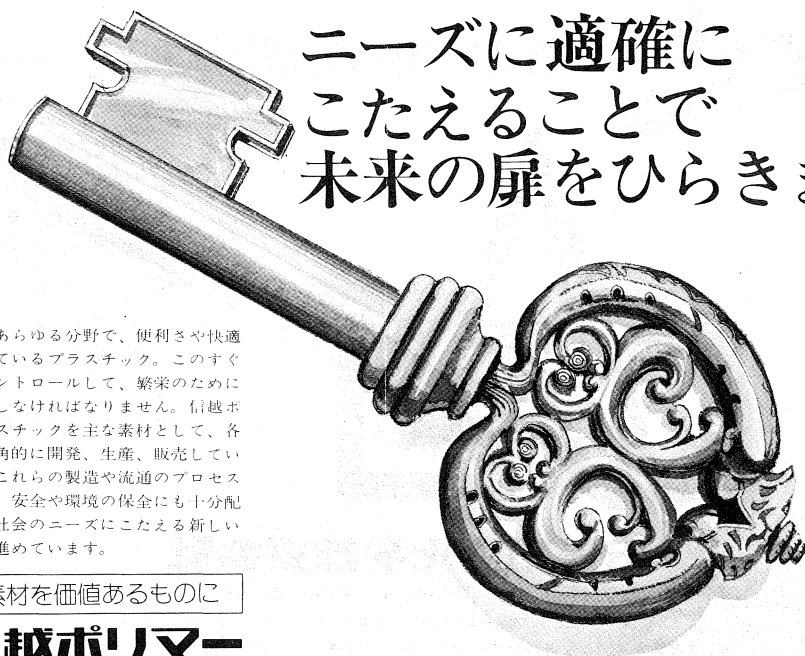 ニーズに適確に
こたえることで
未来の扉をひらきま
あらゆる分野で、便利さや快適
ているプラスチック。このすぐ
ントロールして、繁栄のために
しなければなりません。信越ポ
スチックを主な素材として、各
角的に開発、生産、販売してい
これらの製造や流通のプロセス
、安全や環境の保全にも十分配
社会のニーズにこたえる新しい
進めています。
素材を価値あるものに
越ポリマー